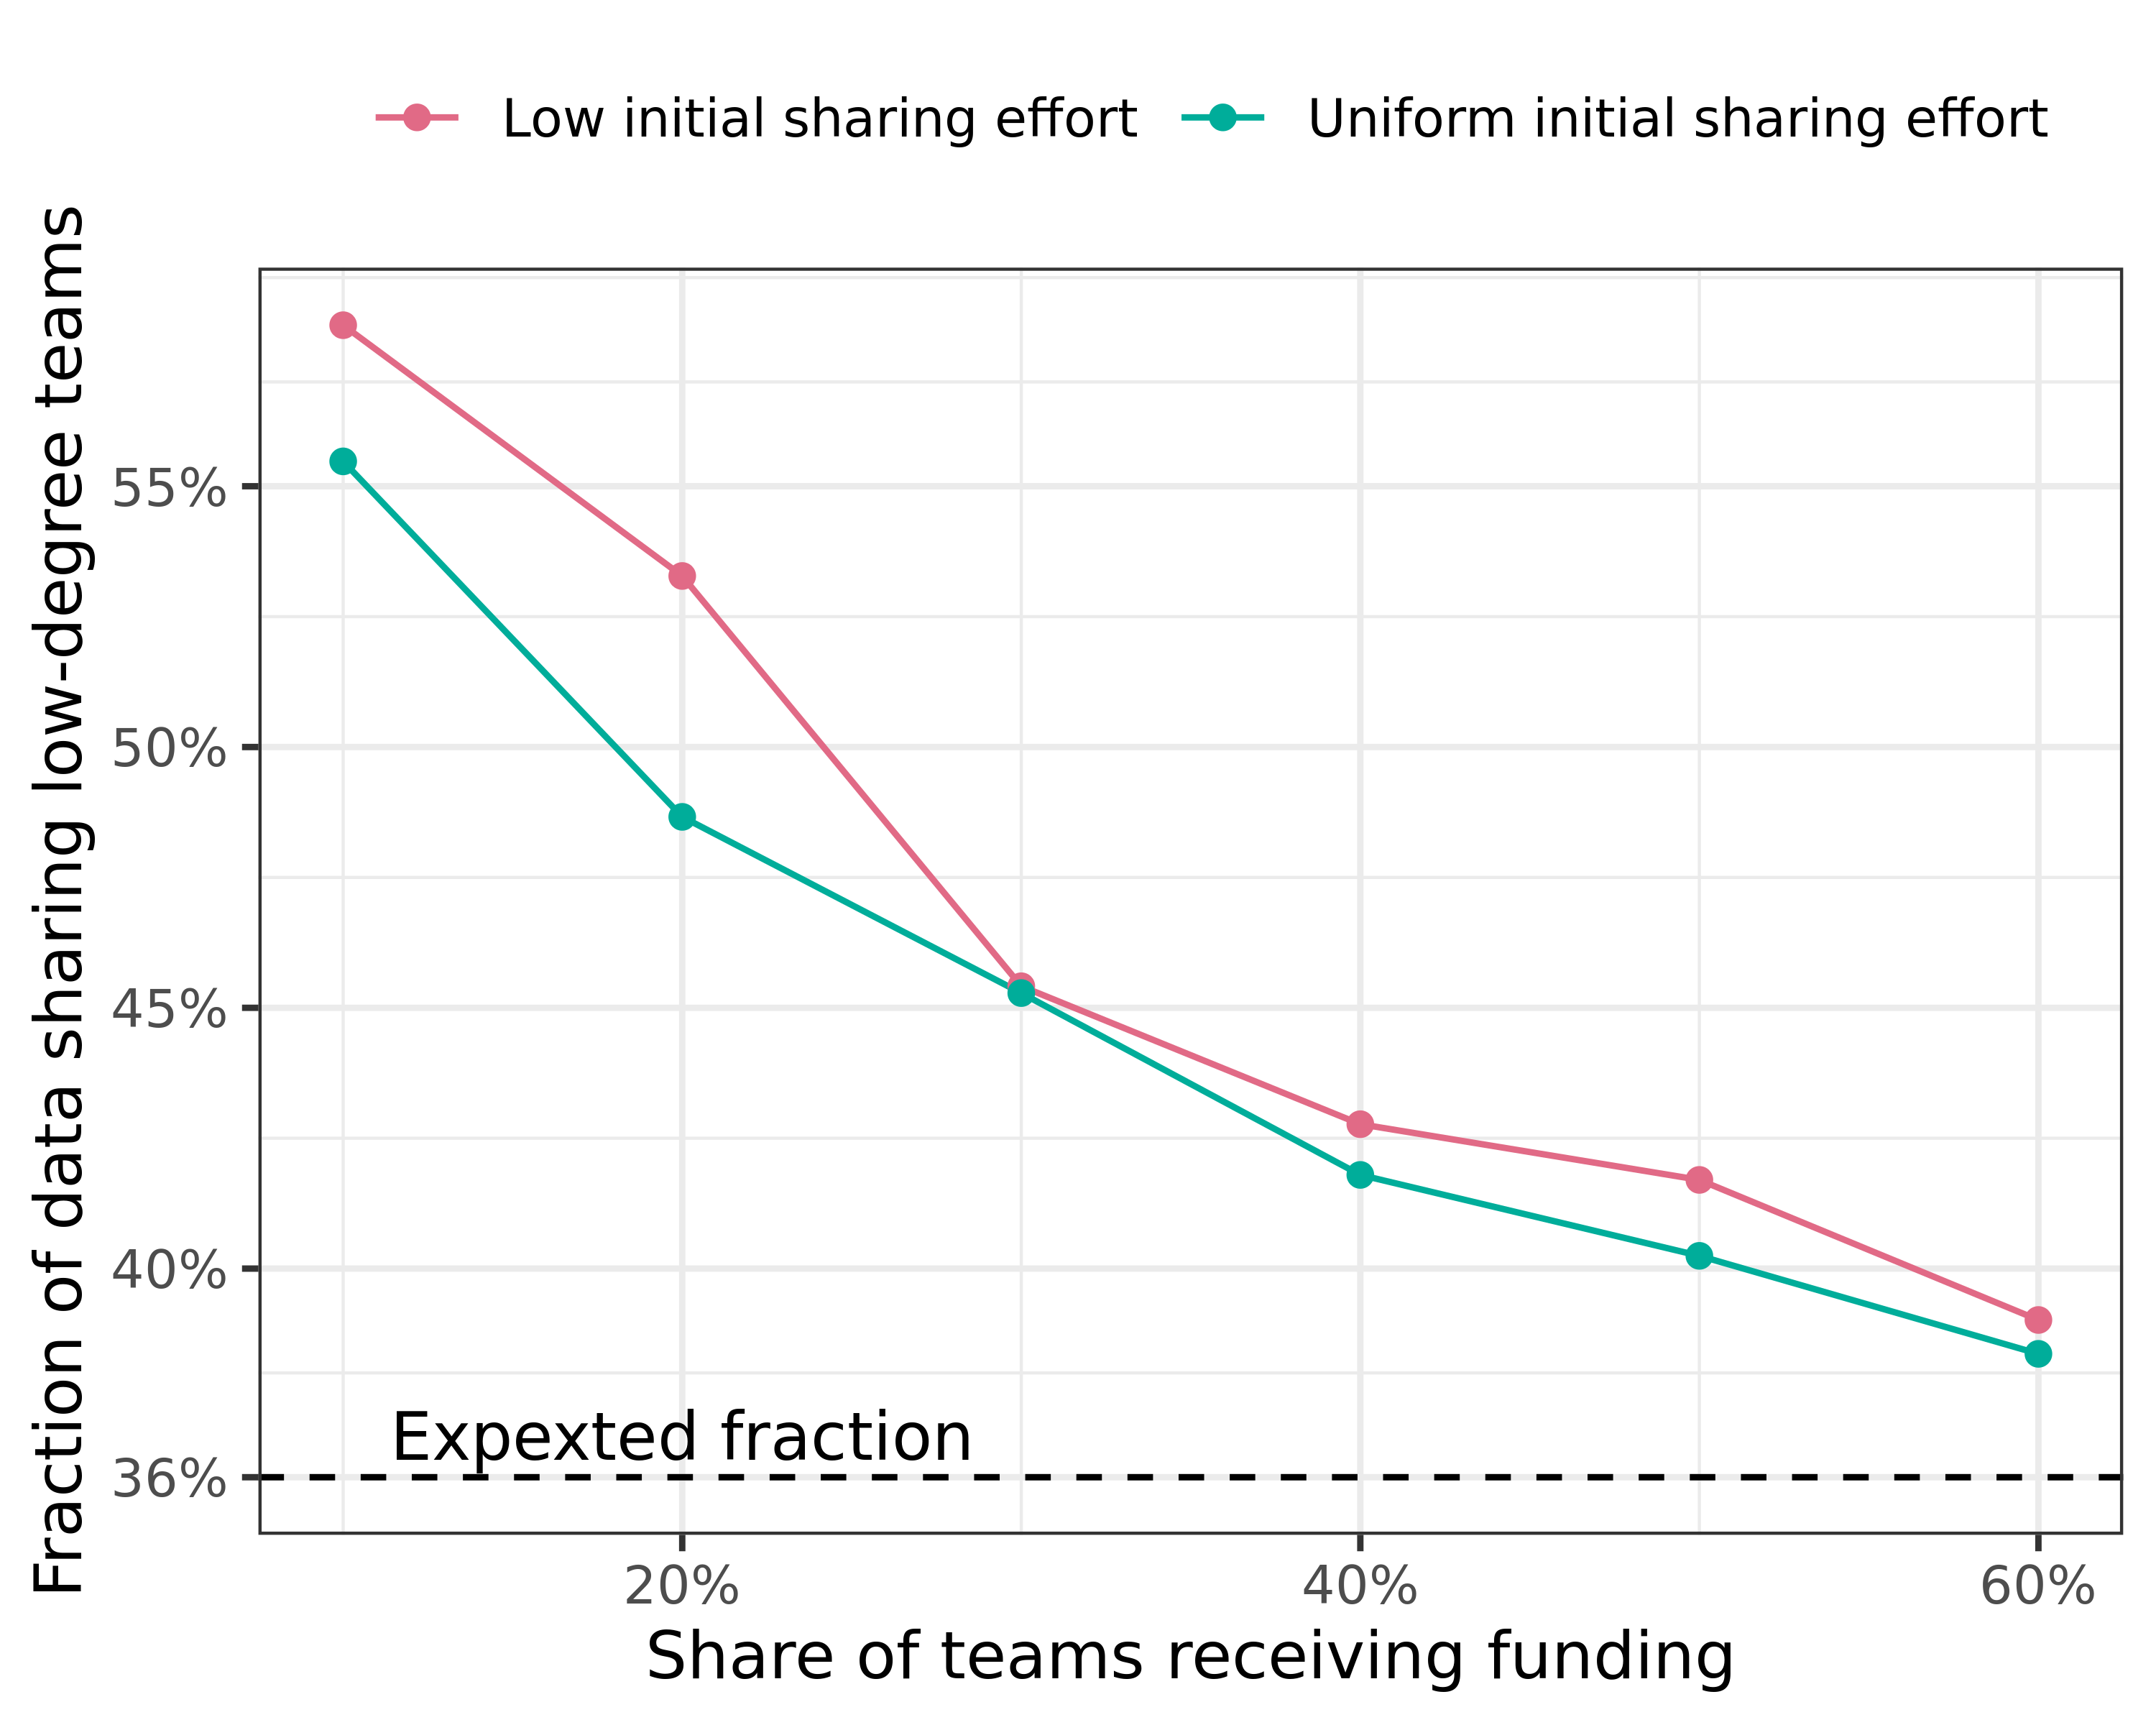 Low initial sharing effort
Uniform initial sharing effort
Fraction of data sharing low-degree teams
55%
50%
45%
40%
36%
Expexted fraction
20%
40%
60%
Share of teams receiving funding